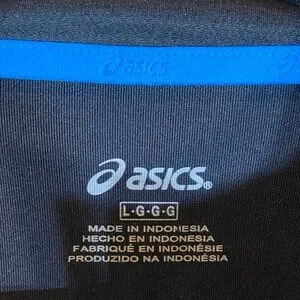 asics
asics®
L·G·G·G
MADE IN INDONESIA
HECHO EN INDONESIA
FABRIQUÉ EN INDONÉSIE
PRODUZIDO NA INDONÉSIA